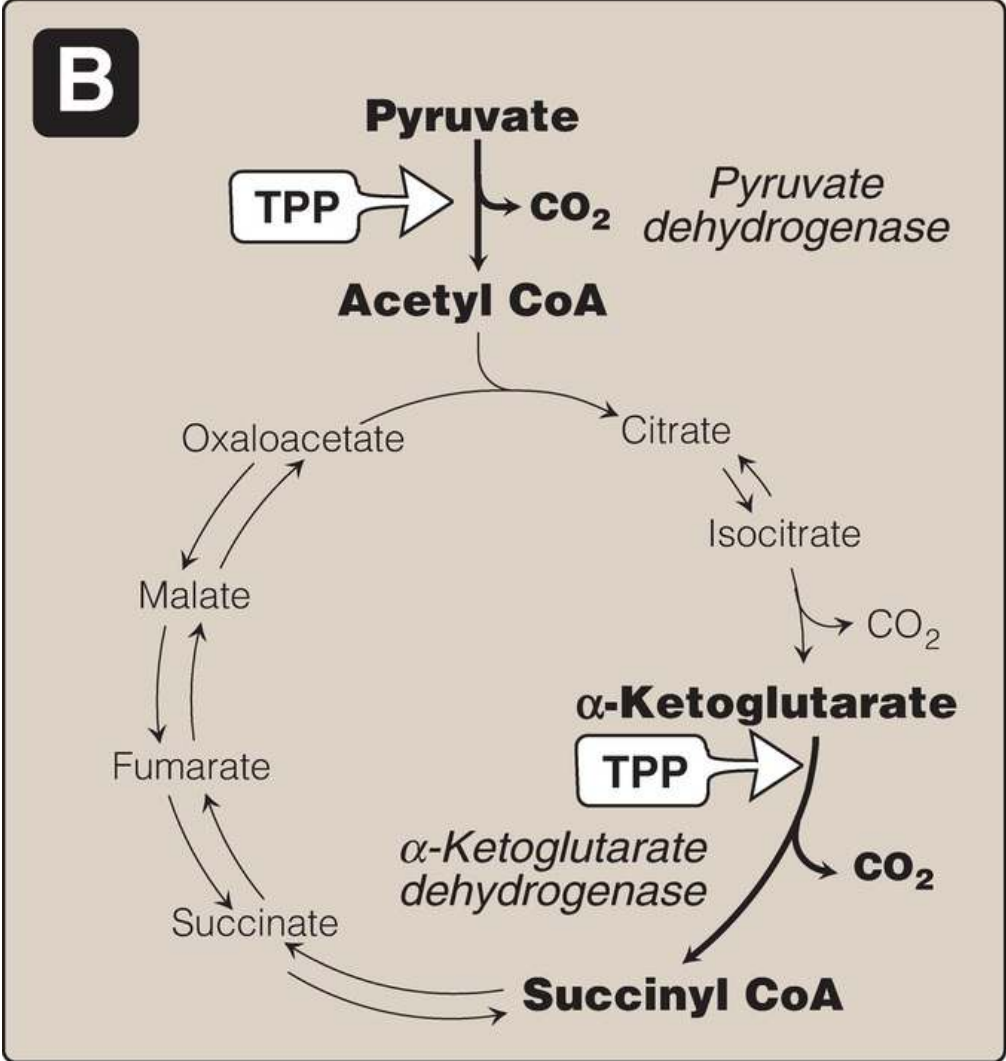 B
Pyruvate
TPP
CO₂
Pyruvate
dehydrogenase
Acetyl CoA
Oxaloacetate
Citrate
Isocitrate
Malate
CO₂
α-Ketoglutarate
TPP
Fumarate
α-Ketoglutarate
dehydrogenase
CO₂
Succinate
Succinyl CoA